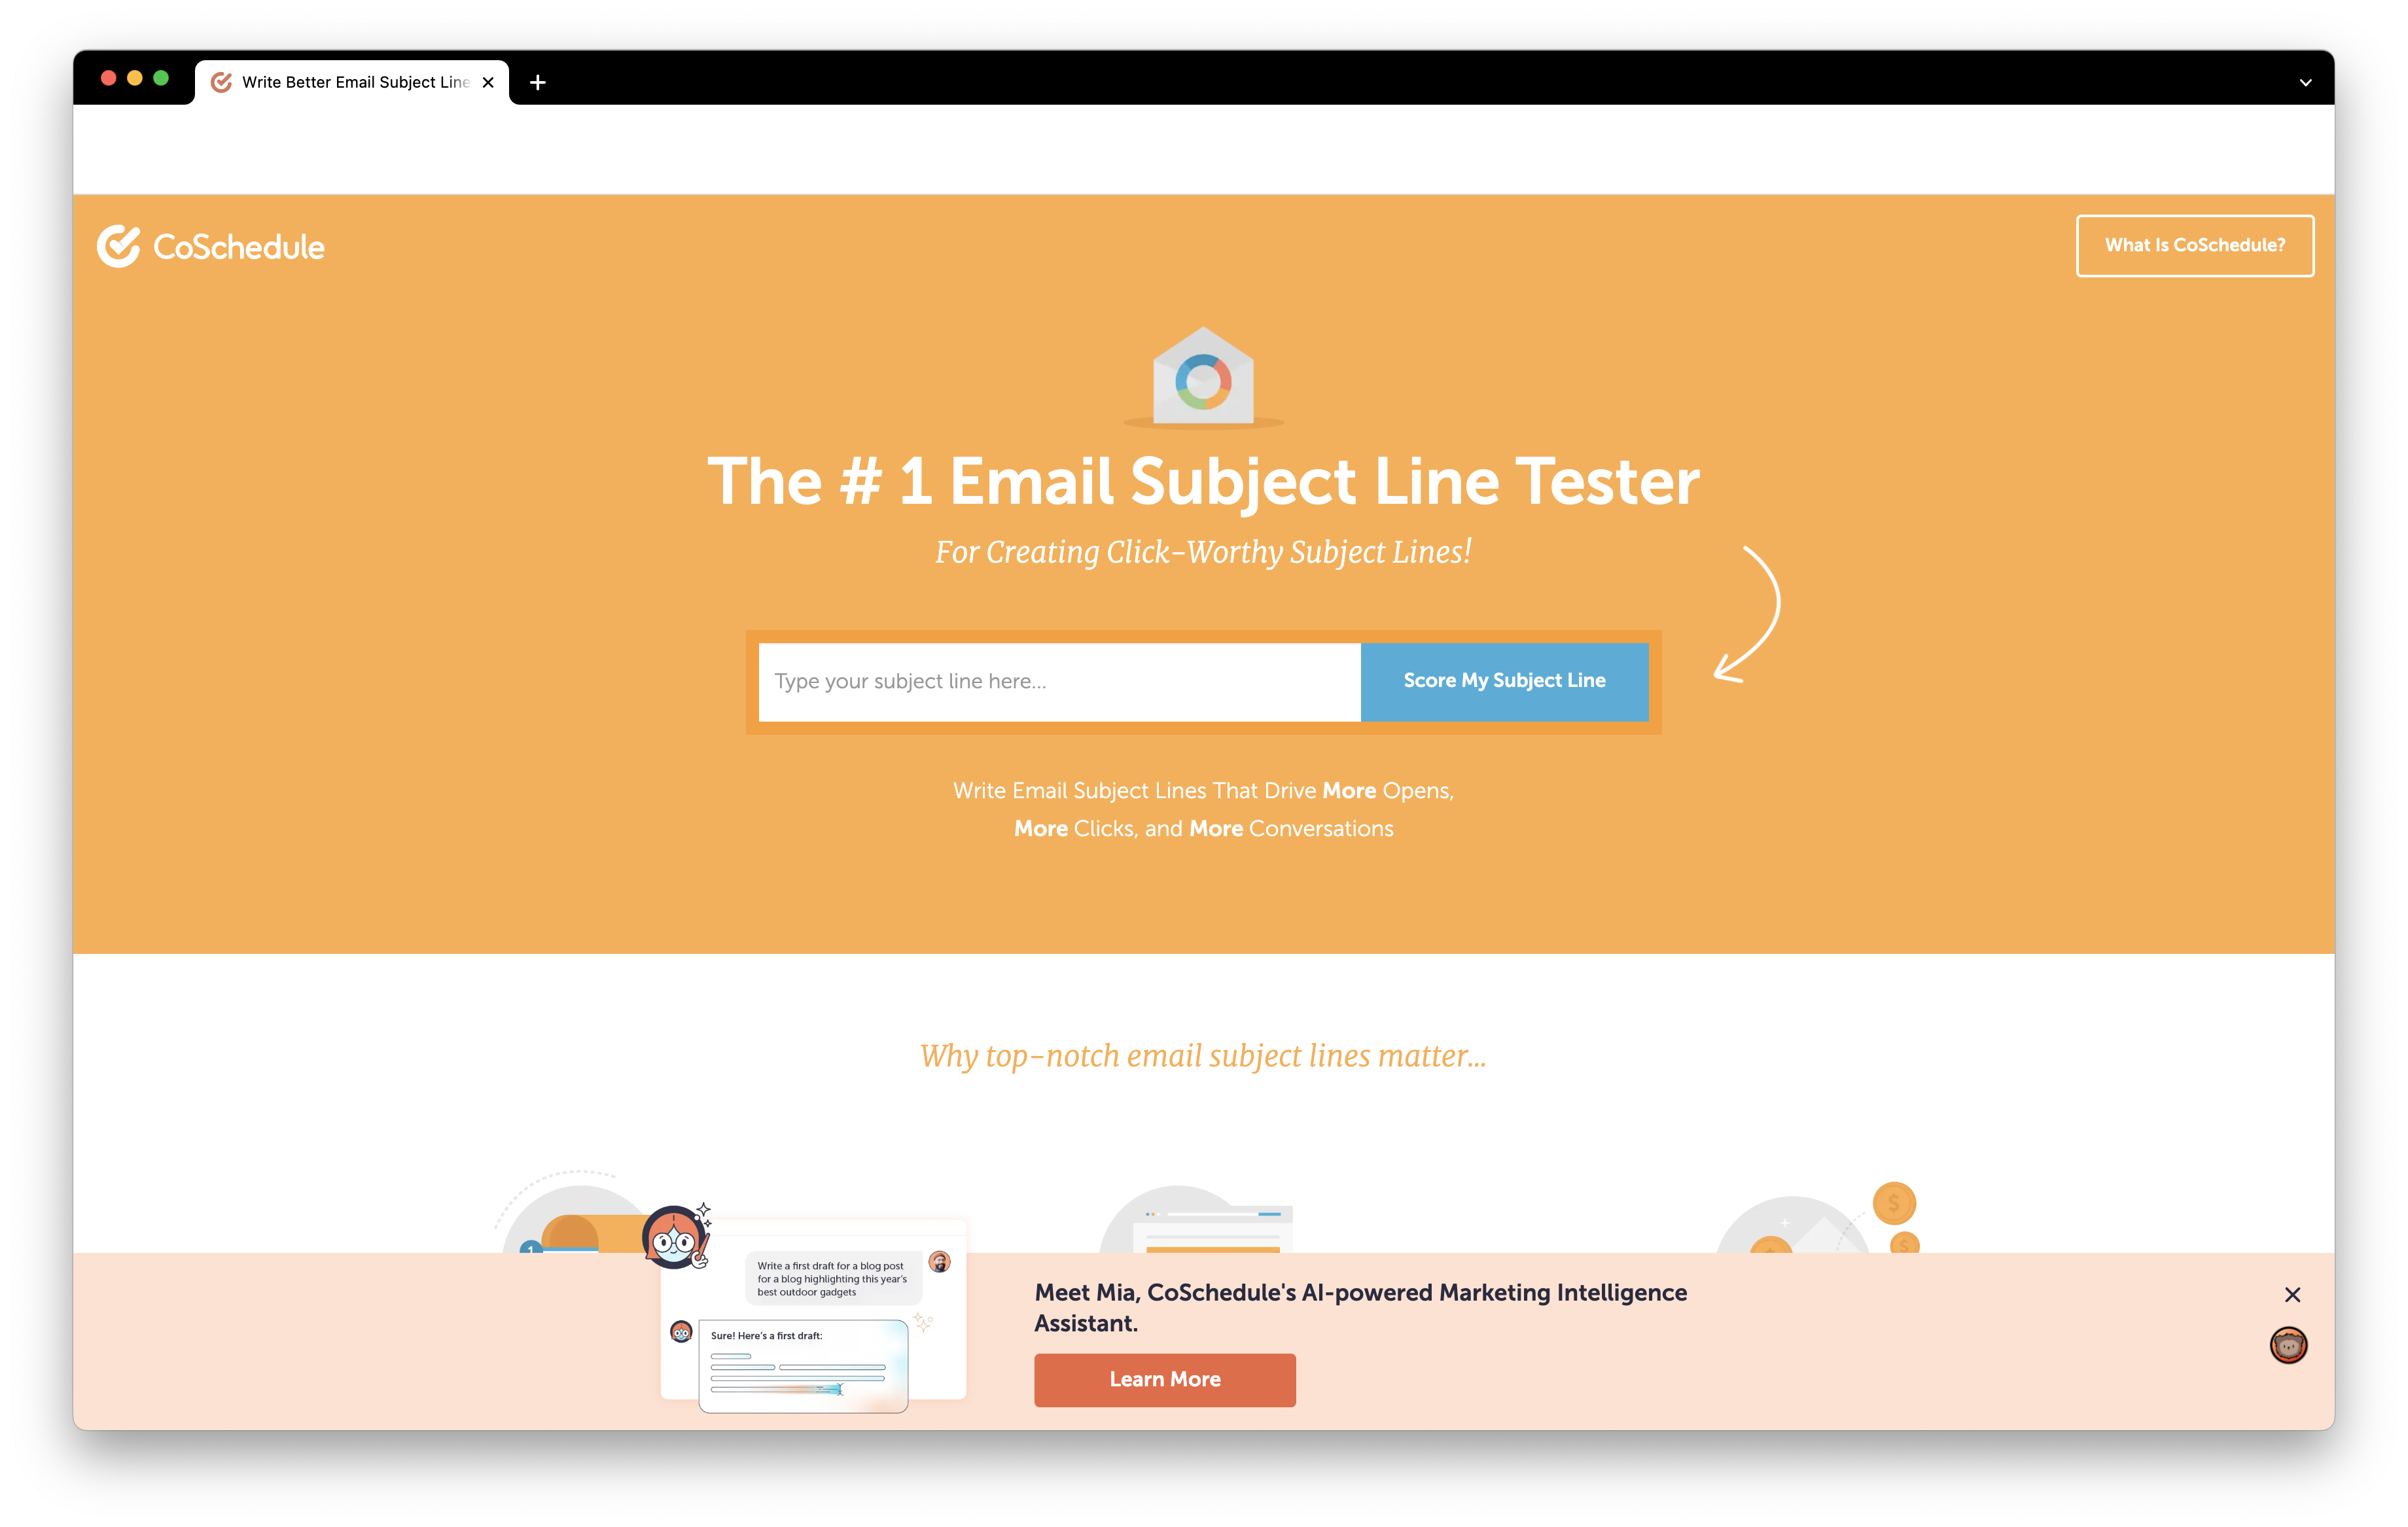 Write Better Email Subject Line
CoSchedule
What Is CoSchedule?
The # 1 Email Subject Line Tester
For Creating Click-Worthy Subject Lines!
Type your subject line here...
Score My Subject Line
Write Email Subject Lines That Drive More Opens,
More Clicks, and More Conversations
Why top-notch email subject lines matter...
1
$
$
Write a first draft for a blog post
for a blog highlighting this year's
best outdoor gadgets
Sure! Here's a first draft:
Meet Mia, CoSchedule's AI-powered Marketing Intelligence
Assistant.
Learn More